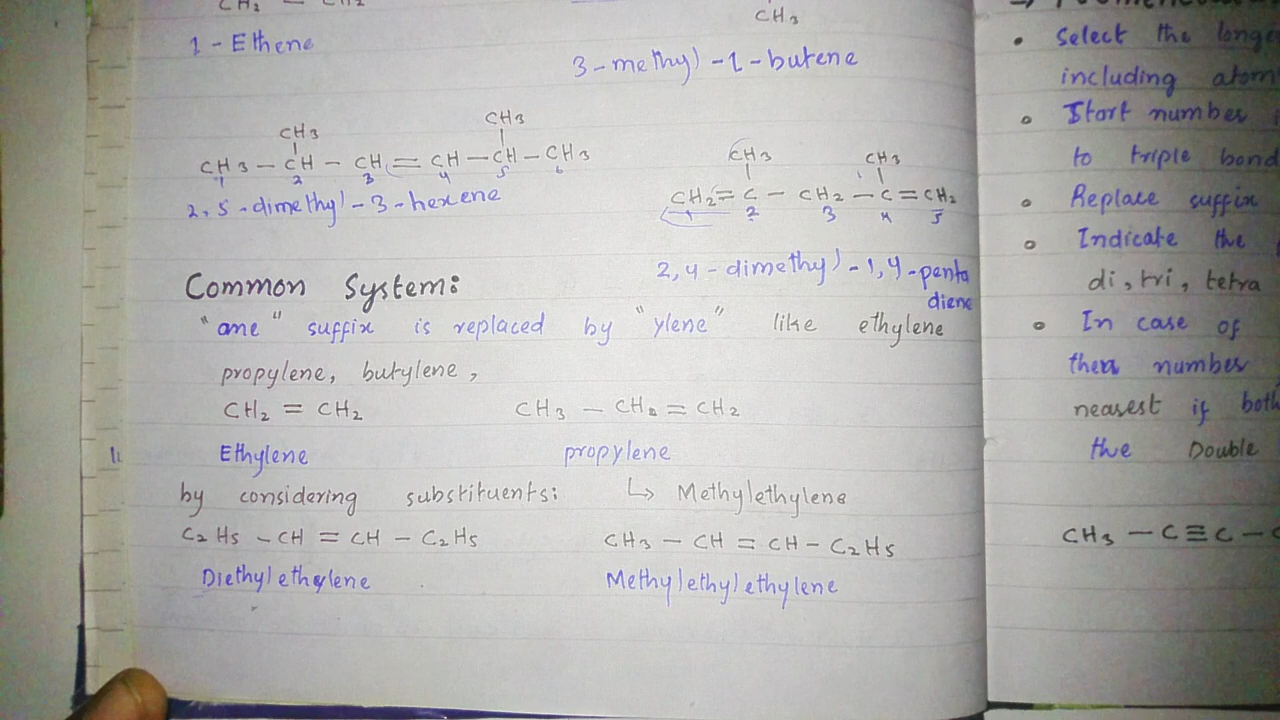 CH2 — CH2
1 - Ethene
CH3
3-methyl-1-butene
CH3
CH3
CH3 — CH — CH = CH — CH — CH3
1 2 3 4 5 6
2,5-dimethyl-3-hexene
CH3 CH3
CH2 = C — CH2 — C = CH2
1 2 3 4 5
2,4-dimethyl-1,4-penta
diene
Common System:
"ane" suffix is replaced by "ylene" like ethylene
propylene, butylene,
CH2 = CH2 CH3 — CH2 = CH2
Ethylene propylene
by considering substituents: ↳ Methylethylene
C2H5 — CH = CH — C2H5 CH3 — CH = CH — C2H5
Diethylethylene Methylethylethylene
• Select the longe
including atom
• Start number
to triple bond
• Replace suffix
• Indicate the
di, tri, tetra
• In case of
then number
nearest if both
the Double
CH3 — C ≡ C —